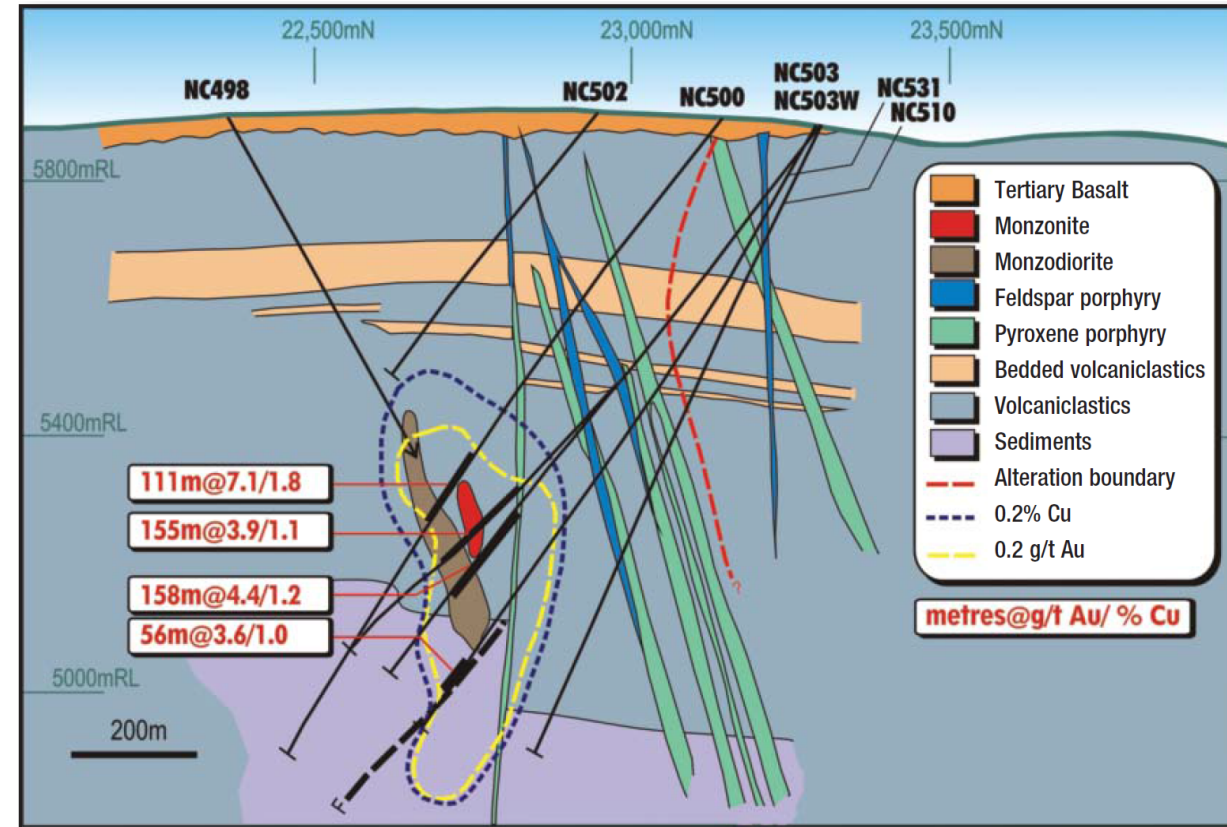 22,500mN
23,000mN
23,500mN
NC498
NC502
NC500
NC503
NC503W
NC531
NC510
5800mRL
5400mRL
5000mRL
200m
111m@7.1/1.8
155m@3.9/1.1
158m@4.4/1.2
56m@3.6/1.0
F
?
Tertiary Basalt
Monzonite
Monzodiorite
Feldspar porphyry
Pyroxene porphyry
Bedded volcaniclastics
Volcaniclastics
Sediments
Alteration boundary
0.2% Cu
0.2 g/t Au
metres@g/t Au/ % Cu